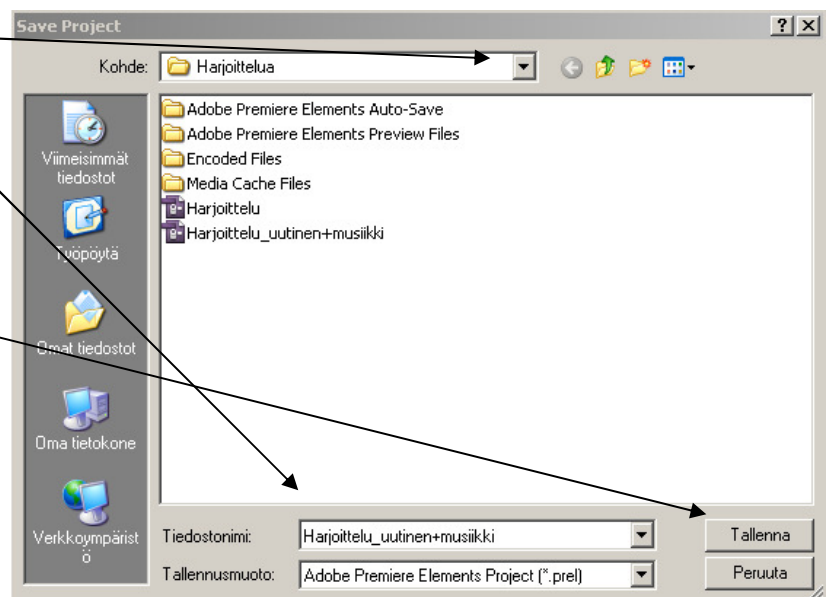 Save Project
Kohde: Harjoittelua
Viimeisimmät
tiedostot
Työpöytä
Omat tiedostot
Oma tietokone
Verkkoympärist
ö
Adobe Premiere Elements Auto-Save
Adobe Premiere Elements Preview Files
Encoded Files
Media Cache Files
Harjoittelu
Harjoittelu_uutinen+musiikki
Tiedostonimi: Harjoittelu_uutinen+musiikki Tallenna
Tallennusmuoto: Adobe Premiere Elements Project (*.prel) Peruuta